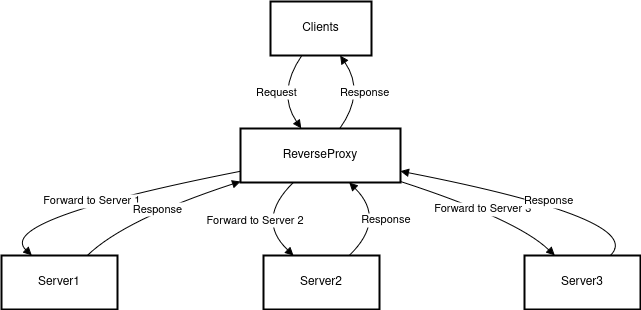 Clients
Request
Response
ReverseProxy
Forward to Server 1
Response
Forward to Server 2
Response
Forward to Server 3
Response
Server1
Server2
Server3